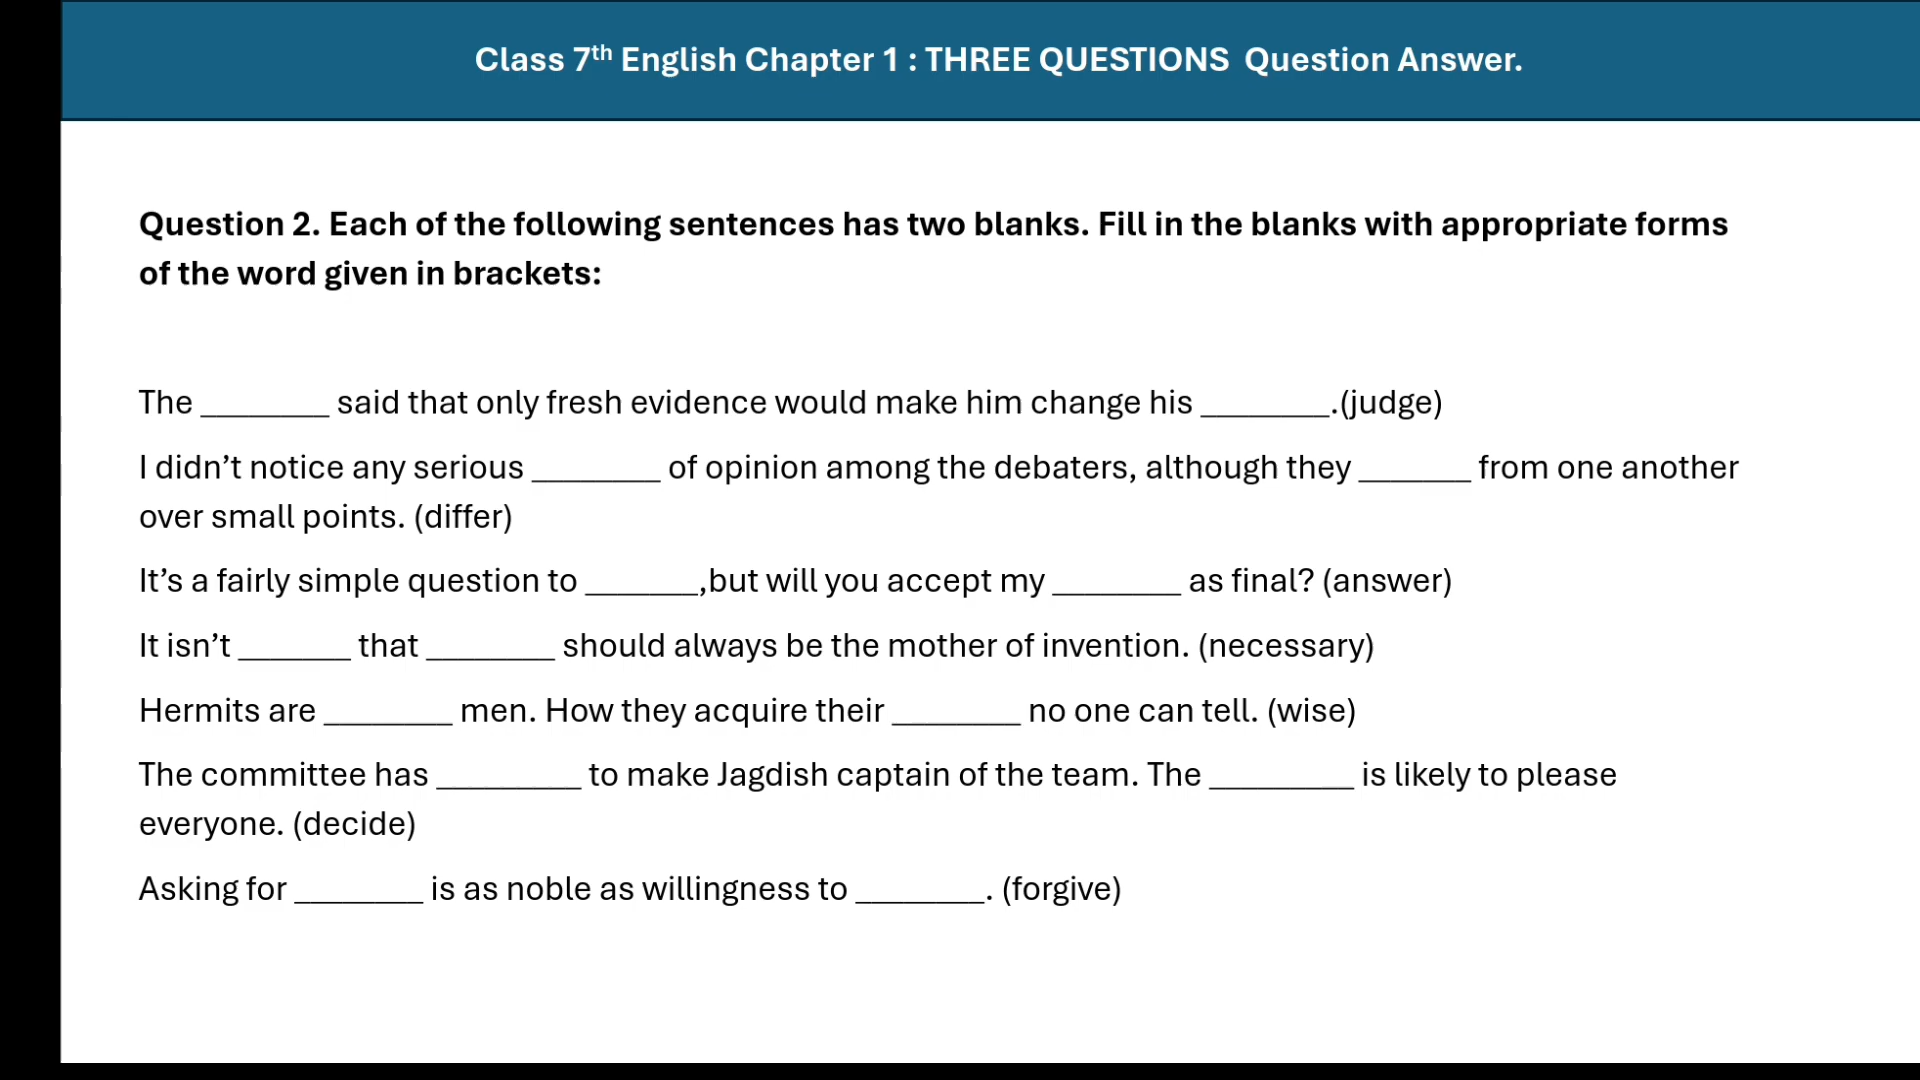 Class 7th English Chapter 1 : THREE QUESTIONS Question Answer.
Question 2. Each of the following sentences has two blanks. Fill in the blanks with appropriate forms
of the word given in brackets:
The ________ said that only fresh evidence would make him change his ________.(judge)
I didn’t notice any serious ________ of opinion among the debaters, although they _______ from one another
over small points. (differ)
It’s a fairly simple question to _______,but will you accept my ________ as final? (answer)
It isn’t _______ that ________ should always be the mother of invention. (necessary)
Hermits are ________ men. How they acquire their ________ no one can tell. (wise)
The committee has _________ to make Jagdish captain of the team. The _________ is likely to please
everyone. (decide)
Asking for ________ is as noble as willingness to ________. (forgive)